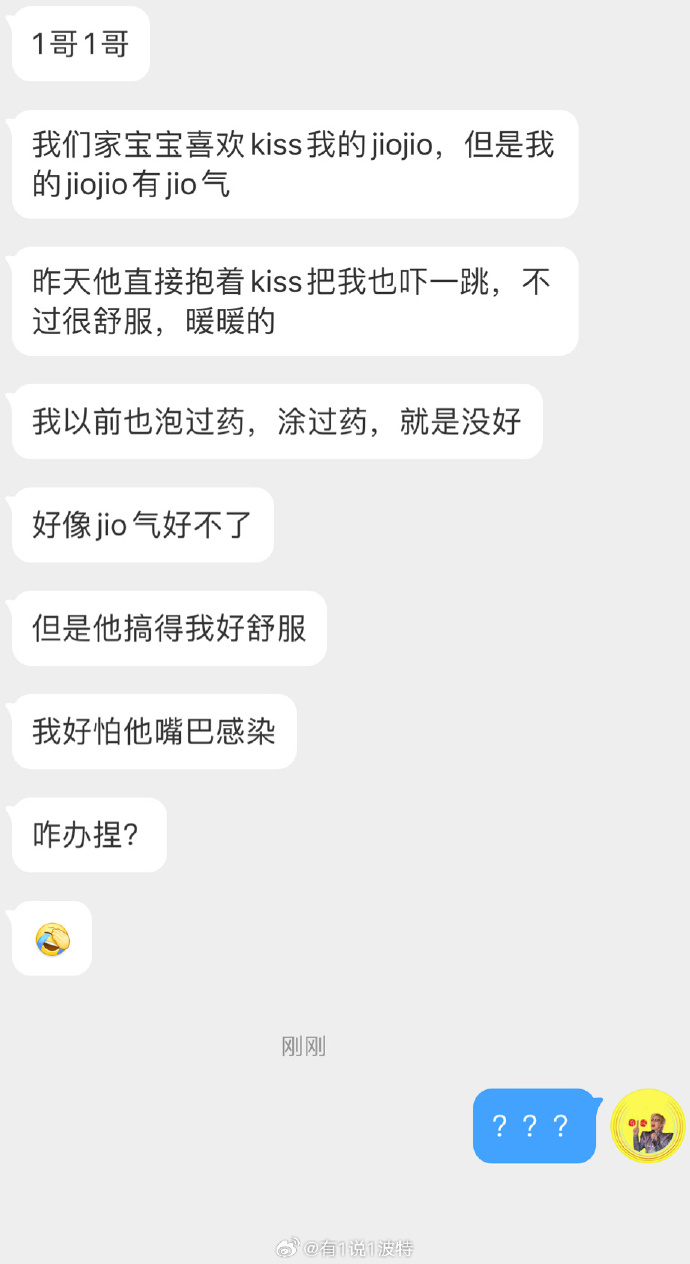 1哥1哥
我们家宝宝喜欢kiss我的jiojio，但是我
的jiojio有jio气
昨天他直接抱着kiss把我也吓一跳，不
过很舒服，暖暖的
我以前也泡过药，涂过药，就是没好
好像jio气好不了
但是他搞得我好舒服
我好怕他嘴巴感染
咋办捏？
🤣
刚刚
？？？
@有1说1波特